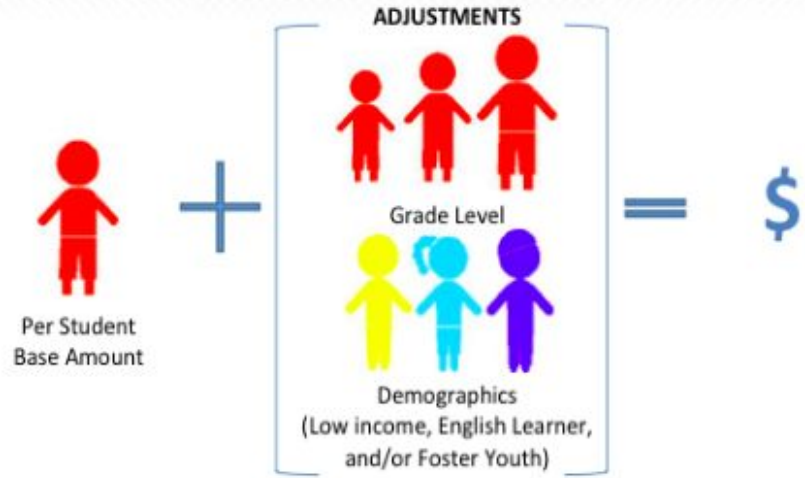 ADJUSTMENTS
Per Student
Base Amount
+
Grade Level
Demographics
(Low income, English Learner,
and/or Foster Youth)
=
$